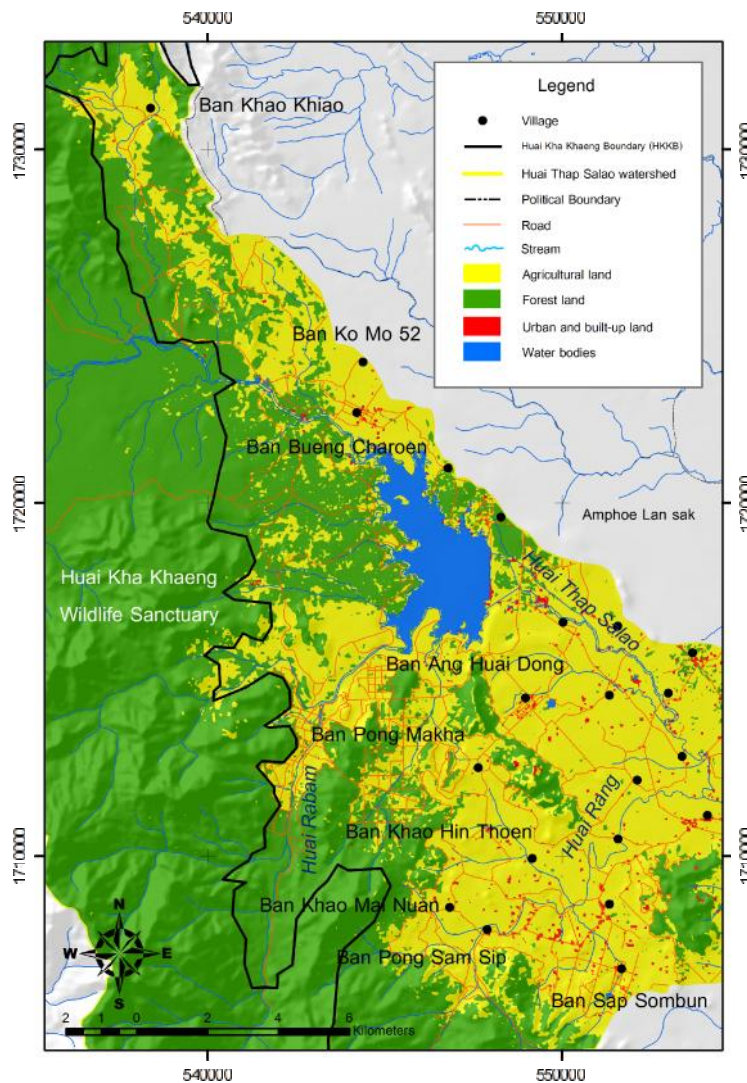 540000
550000
Ban Khao Khiao
Legend
Village
Huai Kha Khaeng Boundary (HKKB)
Huai Thap Salao watershed
Political Boundary
Road
Stream
Agricultural land
Forest land
Urban and built-up land
Water bodies
1730000
1730000
Ban Ko Mo 52
Ban Bueng Charoen
1720000
1720000
Amphoe Lan sak
Huai Kha Khaeng
Wildlife Sanctuary
Huai Thap Salao
Ban Ang Huai Dong
Ban Pong Makha
Huai Rabam
Huai Rang
Ban Khao Hin Thoen
1710000
1710000
Ban Khao Mai Nuan
N
W
E
S
Ban Pong Sam Sip
Ban Sap Sombun
2 1 0 2 4 6
Kilometers
540000
550000